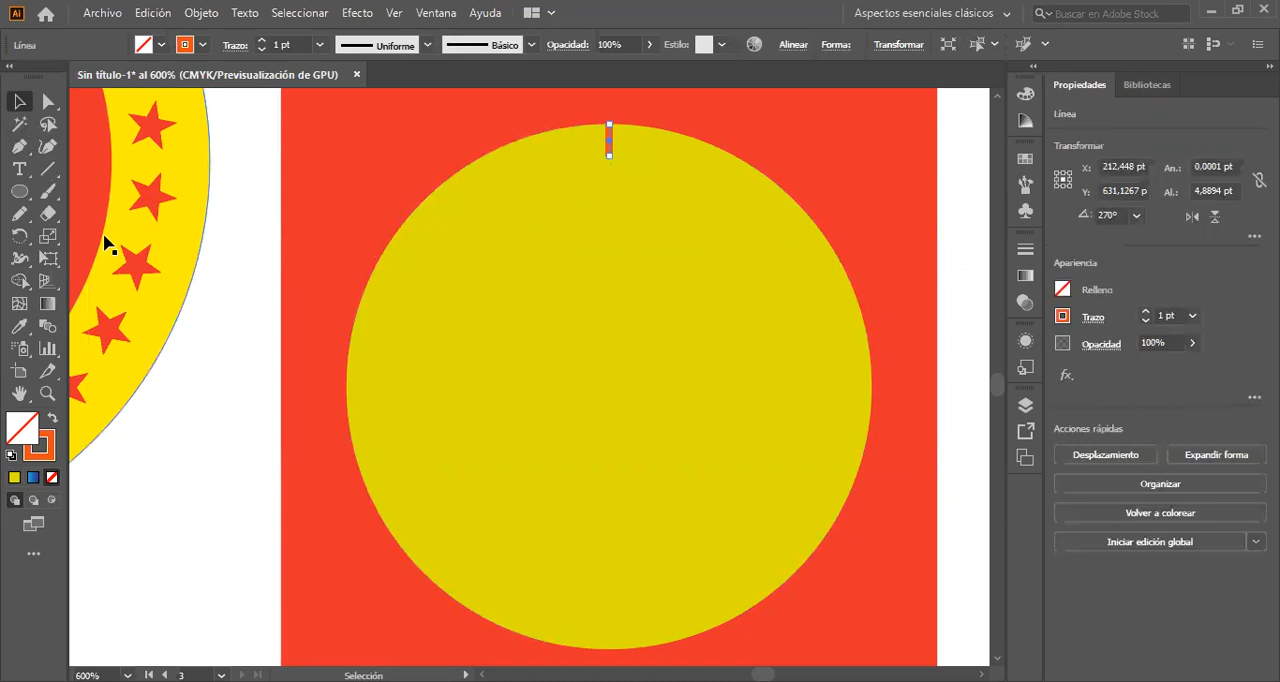 Archivo Edición Objeto Texto Seleccionar Efecto Ver Ventana Ayuda Aspectos esenciales clásicos Buscar en Adobe Stock
Línea Trazo: 1 pt Uniforme Básico Opacidad: 100% Estilo: Alinear Forma: Transformar
Sin título-1* al 600% (CMYK/Previsualización de GPU) ×
Propiedades Bibliotecas
Línea
Transformar
X: 212,448 pt An.: 0,0001 pt
Y: 631,1267 p Al.: 4,8894 pt
270°
Apariencia
Relleno
Trazo 1 pt
Opacidad 100%
fx.
Acciones rápidas
Desplazamiento Expandir forma
Organizar
Volver a colorear
Iniciar edición global
600% 3 Selección